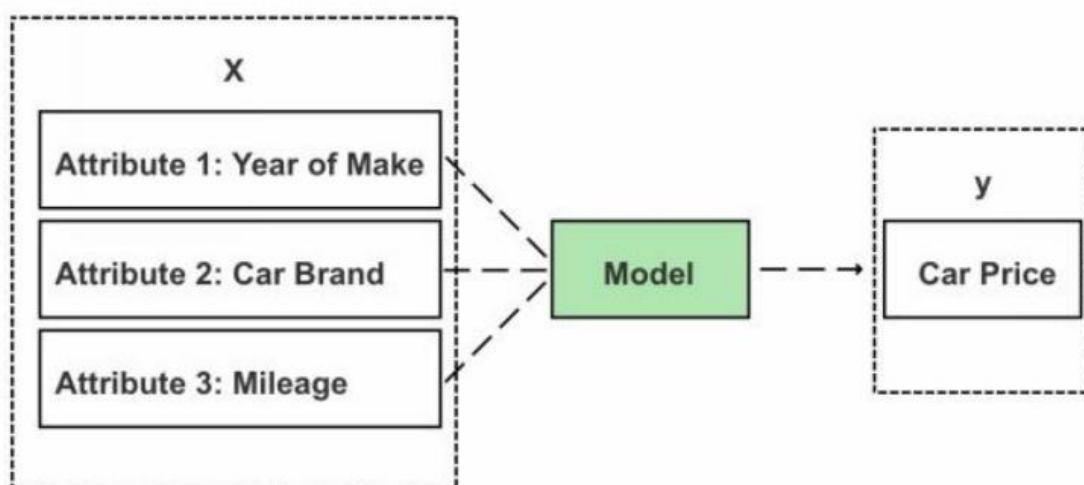 X
Attribute 1: Year of Make
Attribute 2: Car Brand
Attribute 3: Mileage
Model
y
Car Price